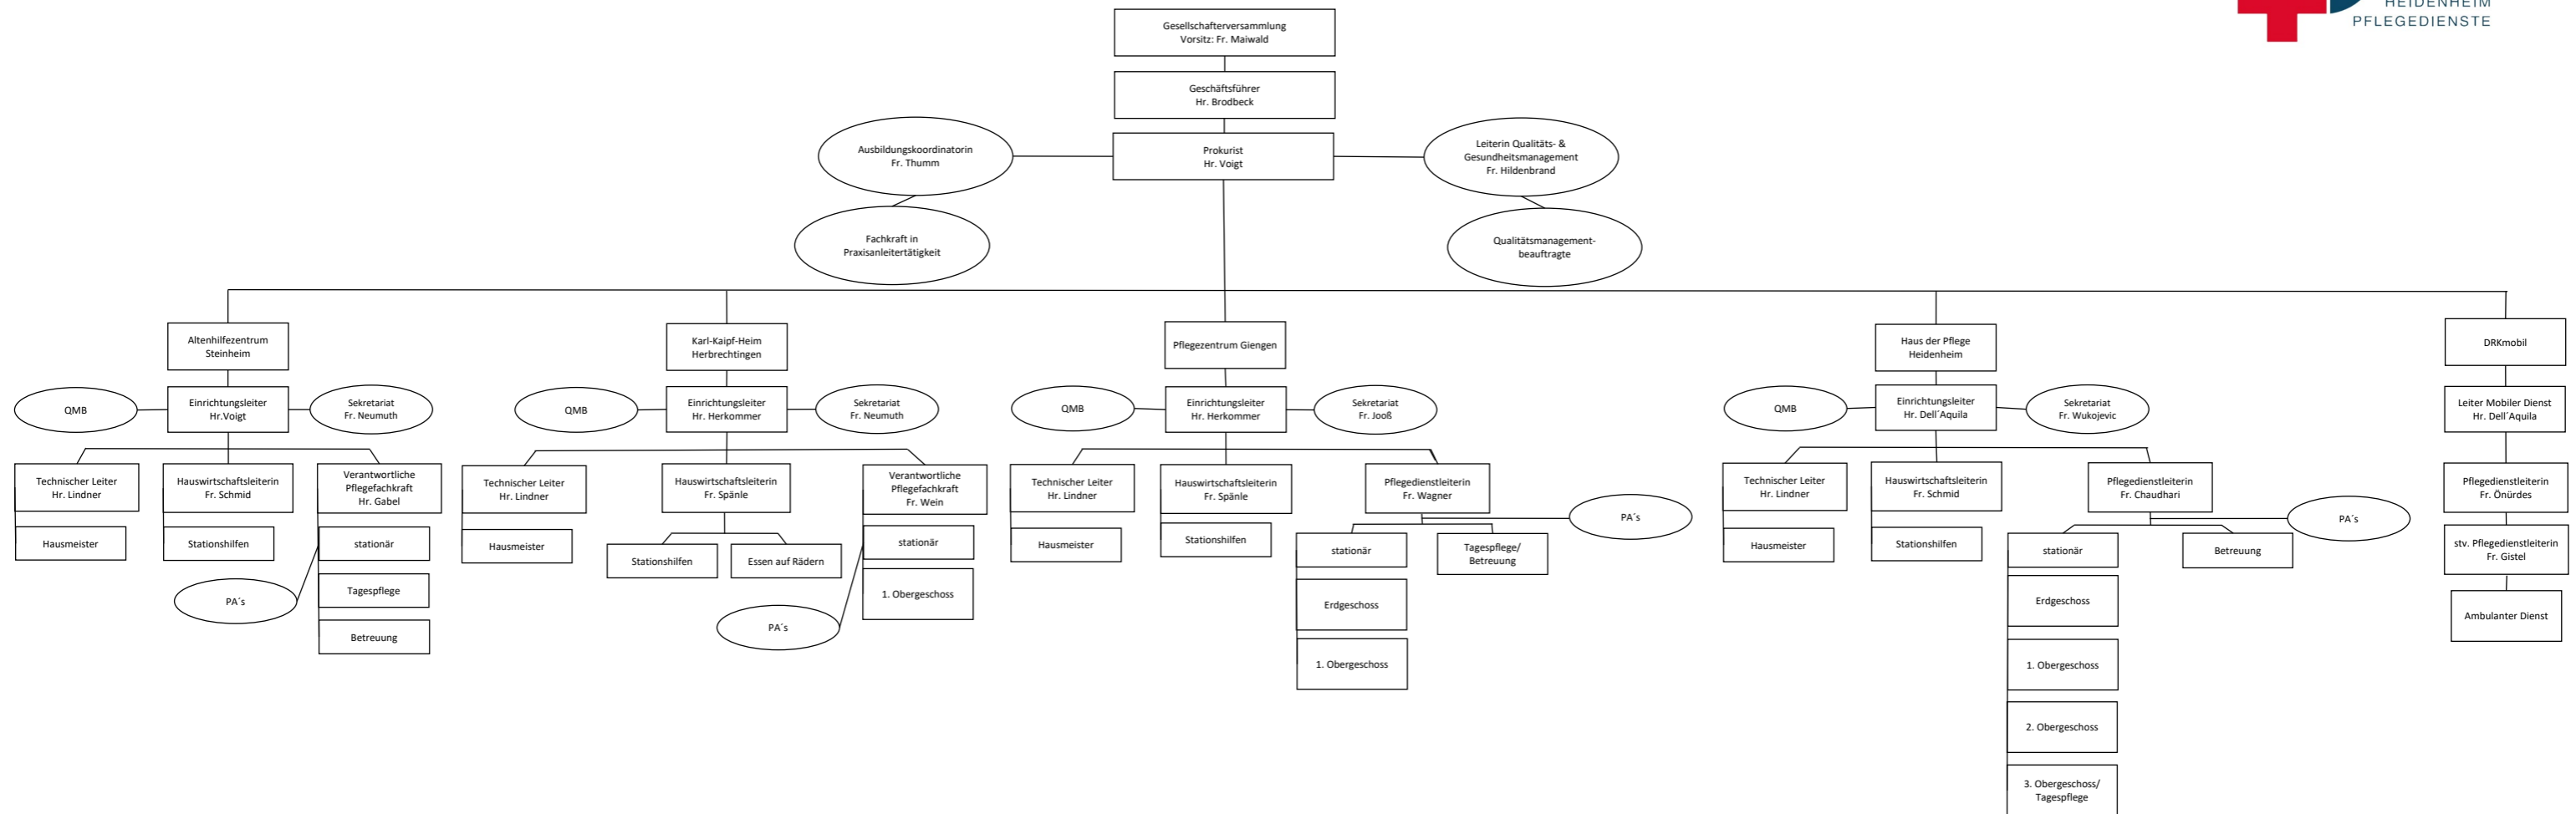 HEIDENHEIM
PFLEGEDIENSTE
Gesellschafterversammlung
Vorsitz: Fr. Maiwald
Geschäftsführer
Hr. Brodbeck
Ausbildungskoordinatorin
Fr. Thumm
Prokurist
Hr. Voigt
Leiterin Qualitäts- &
Gesundheitsmanagement
Fr. Hildenbrand
Fachkraft in
Praxisanleitertätigkeit
Qualitätsmanagement-
beauftragte
Altenhilfezentrum
Steinheim
QMB
Einrichtungsleiter
Hr.Voigt
Sekretariat
Fr. Neumuth
Technischer Leiter
Hr. Lindner
Hausmeister
Hauswirtschaftsleiterin
Fr. Schmid
Stationshilfen
Verantwortliche
Pflegefachkraft
Hr. Gabel
stationär
Tagespflege
Betreuung
PA´s
Karl-Kaipf-Heim
Herbrechtingen
QMB
Einrichtungsleiter
Hr. Herkommer
Sekretariat
Fr. Neumuth
Technischer Leiter
Hr. Lindner
Hausmeister
Hauswirtschaftsleiterin
Fr. Spänle
Stationshilfen
Essen auf Rädern
Verantwortliche
Pflegefachkraft
Fr. Wein
stationär
1. Obergeschoss
PA´s
Pflegezentrum Giengen
QMB
Einrichtungsleiter
Hr. Herkommer
Sekretariat
Fr. Jooß
Technischer Leiter
Hr. Lindner
Hausmeister
Hauswirtschaftsleiterin
Fr. Spänle
Stationshilfen
Pflegedienstleiterin
Fr. Wagner
PA´s
stationär
Erdgeschoss
1. Obergeschoss
Tagespflege/
Betreuung
Haus der Pflege
Heidenheim
QMB
Einrichtungsleiter
Hr. Dell´Aquila
Sekretariat
Fr. Wukojevic
Technischer Leiter
Hr. Lindner
Hausmeister
Hauswirtschaftsleiterin
Fr. Schmid
Stationshilfen
Pflegedienstleiterin
Fr. Chaudhari
PA´s
stationär
Erdgeschoss
1. Obergeschoss
2. Obergeschoss
3. Obergeschoss/
Tagespflege
Betreuung
DRKmobil
Leiter Mobiler Dienst
Hr. Dell´Aquila
Pflegedienstleiterin
Fr. Önürdes
stv. Pflegedienstleiterin
Fr. Gistel
Ambulanter Dienst